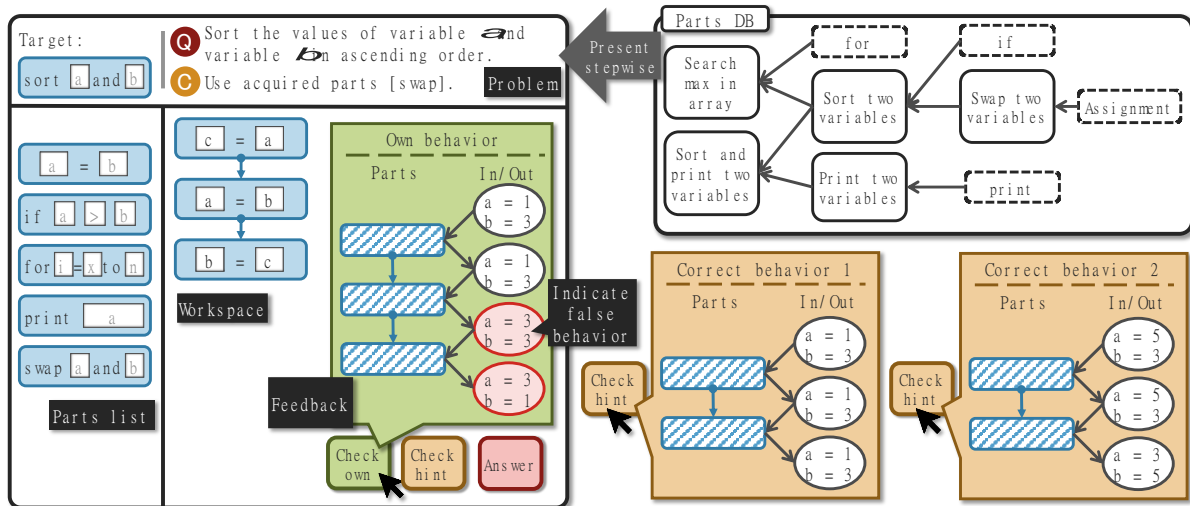 Target:
sort a and b
Q Sort the values of variable a and
variable b in ascending order.
C Use acquired parts [swap].
Problem
a = b
if a > b
for i = x to n
print a
swap a and b
Parts list
c = a
a = b
b = c
Workspace
Own behavior
Parts In/Out
a = 1
b = 3
a = 1
b = 3
a = 3
b = 3
a = 3
b = 1
Indicate
false
behavior
Feedback
Check
own
Check
hint
Answer
Present
stepwise
Parts DB
for
if
Search
max in
array
Sort two
variables
Swap two
variables
Assignment
Sort and
print two
variables
Print two
variables
print
Check
hint
Correct behavior 1
Parts In/Out
a = 1
b = 3
a = 1
b = 3
a = 1
b = 3
Check
hint
Correct behavior 2
Parts In/Out
a = 5
b = 3
a = 5
b = 3
a = 3
b = 5